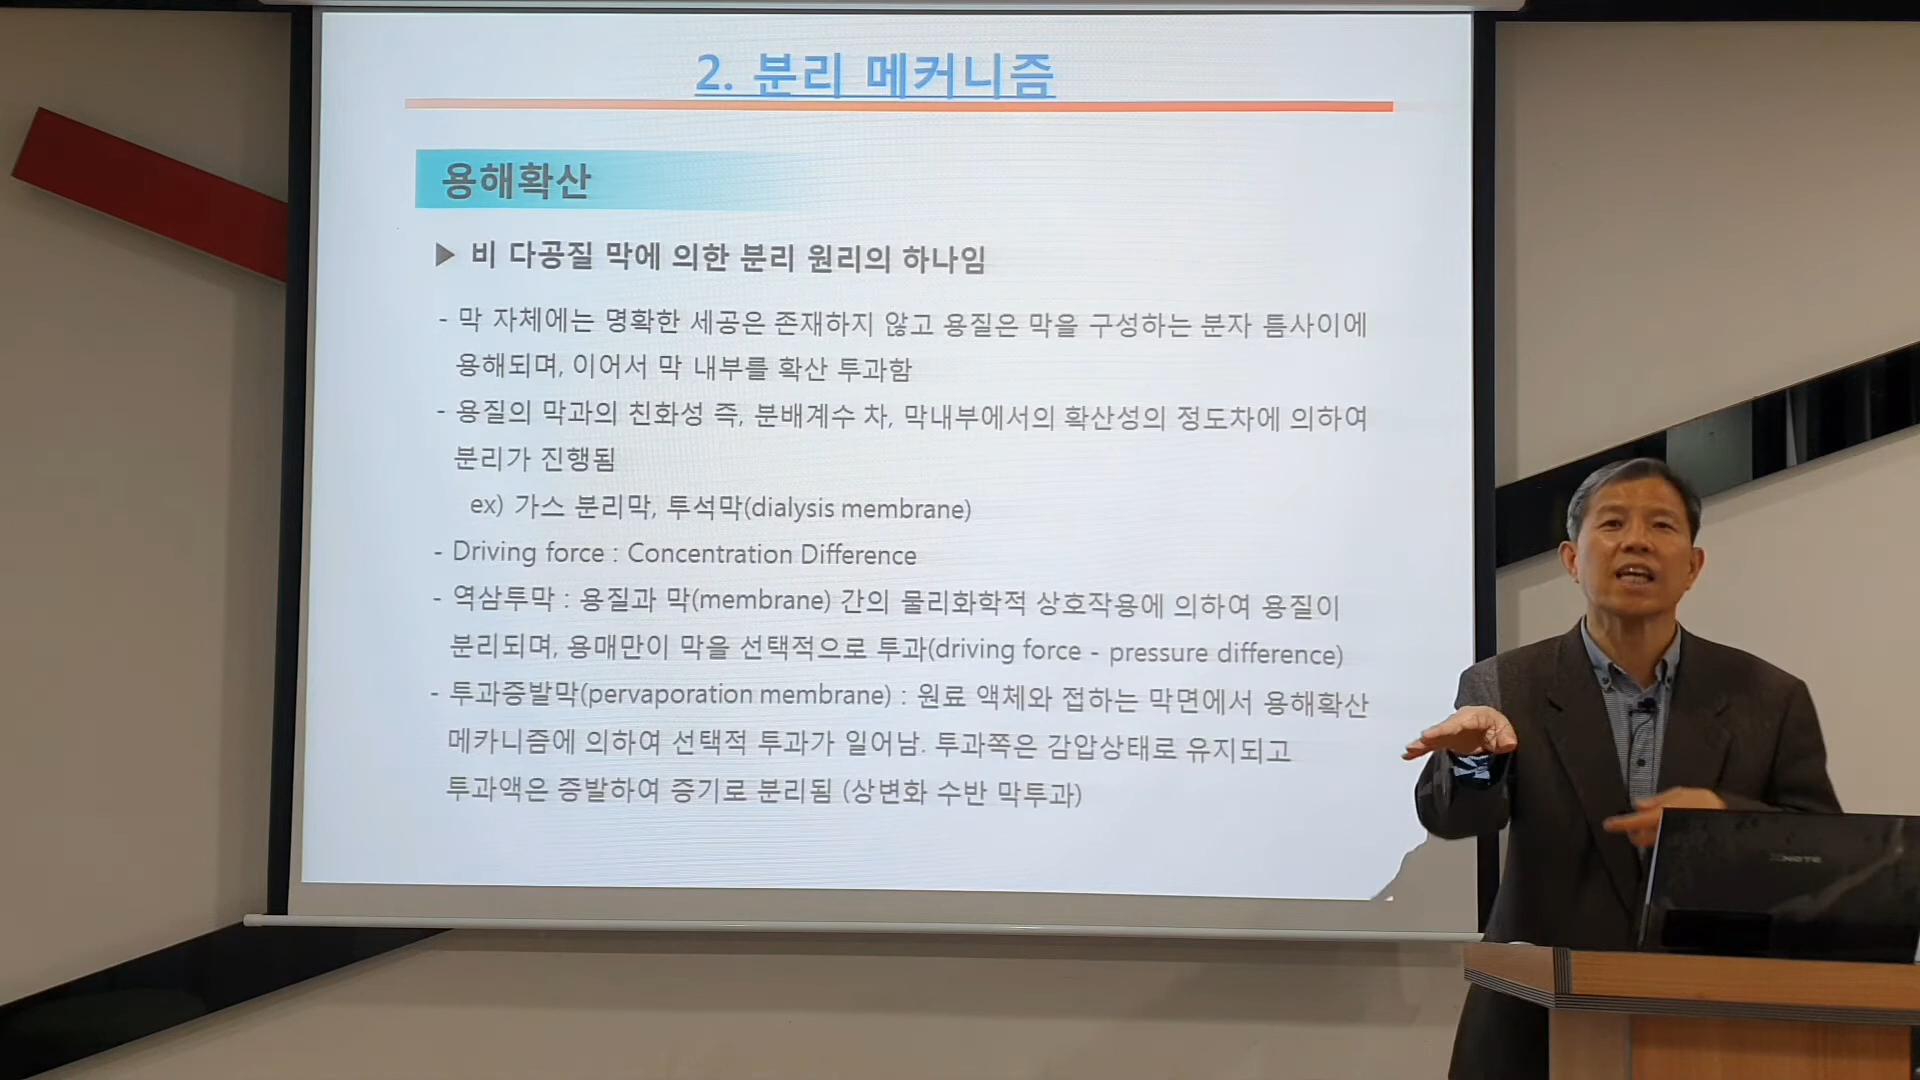 2. 분리 메커니즘
용해확산
▶ 비 다공질 막에 의한 분리 원리의 하나임
- 막 자체에는 명확한 세공은 존재하지 않고 용질은 막을 구성하는 분자 틈사이에
용해되며, 이어서 막 내부를 확산 투과함
- 용질의 막과의 친화성 즉, 분배계수 차, 막내부에서의 확산성의 정도차에 의하여
분리가 진행됨
ex) 가스 분리막, 투석막(dialysis membrane)
- Driving force : Concentration Difference
- 역삼투막 : 용질과 막(membrane) 간의 물리화학적 상호작용에 의하여 용질이
분리되며, 용매만이 막을 선택적으로 투과(driving force - pressure difference)
- 투과증발막(pervaporation membrane) : 원료 액체와 접하는 막면에서 용해확산
메카니즘에 의하여 선택적 투과가 일어남. 투과쪽은 감압상태로 유지되고
투과액은 증발하여 증기로 분리됨 (상변화 수반 막투과)
XNOTE